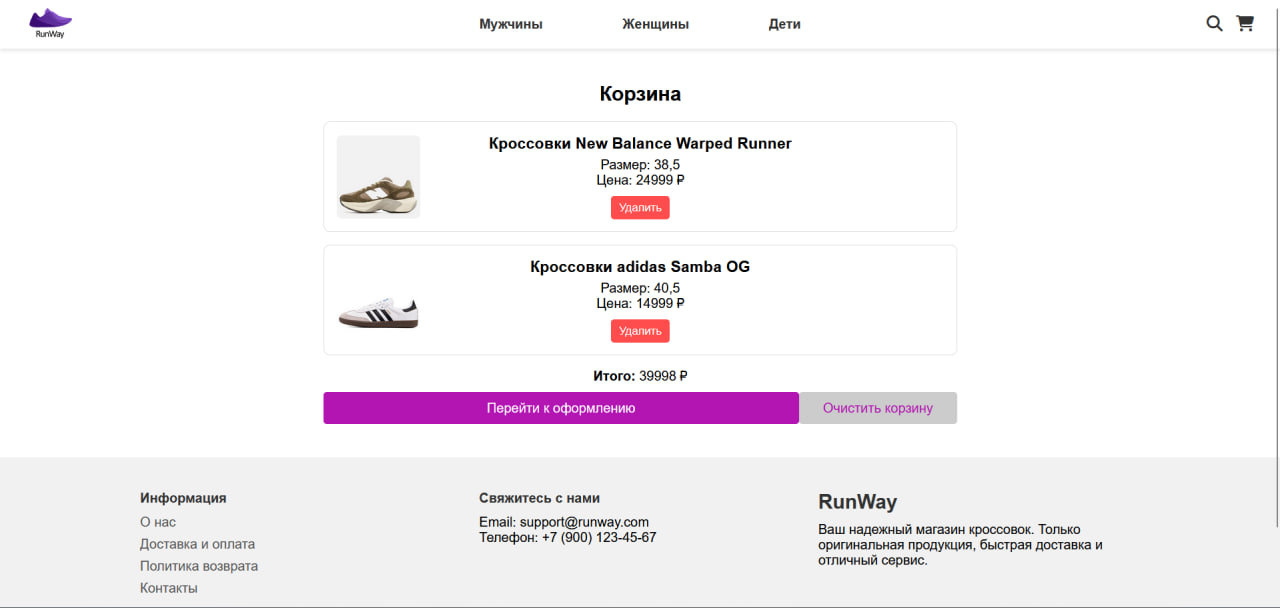 RunWay
Мужчины
Женщины
Дети
Корзина
Кроссовки New Balance Warped Runner
Размер: 38,5
Цена: 24999 ₽
Удалить
Кроссовки adidas Samba OG
Размер: 40,5
Цена: 14999 ₽
Удалить
Итого: 39998 ₽
Перейти к оформлению
Очистить корзину
Информация
О нас
Доставка и оплата
Политика возврата
Контакты
Свяжитесь с нами
Email: support@runway.com
Телефон: +7 (900) 123-45-67
RunWay
Ваш надежный магазин кроссовок. Только
оригинальная продукция, быстрая доставка и
отличный сервис.